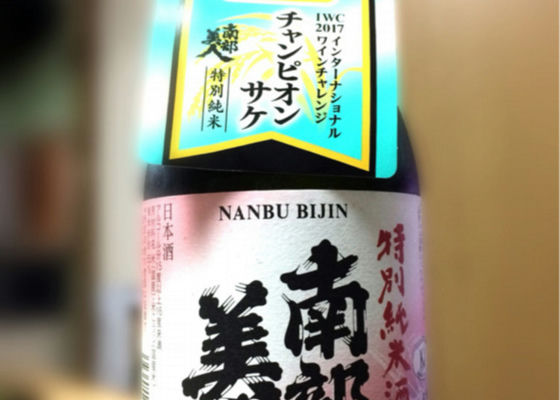 IWC
2017
インターナショナル
ワインチャレンジ
チャンピオン
サケ
南部
美人
特別純米
NANBU BIJIN
特別純米酒
南部
美
日本酒